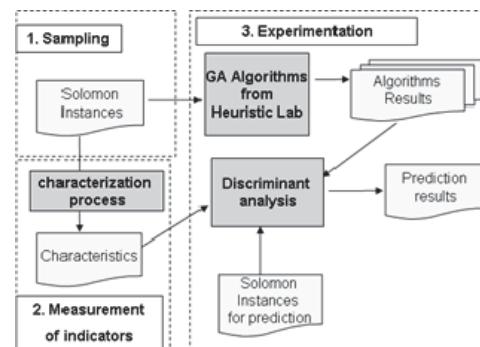 1. Sampling
Solomon
Instances
characterization
process
Characteristics
2. Measurement
of indicators
3. Experimentation
GA Algorithms
from
Heuristic Lab
Algorithms
Results
Discriminant
analysis
Prediction
results
Solomon
Instances
for prediction